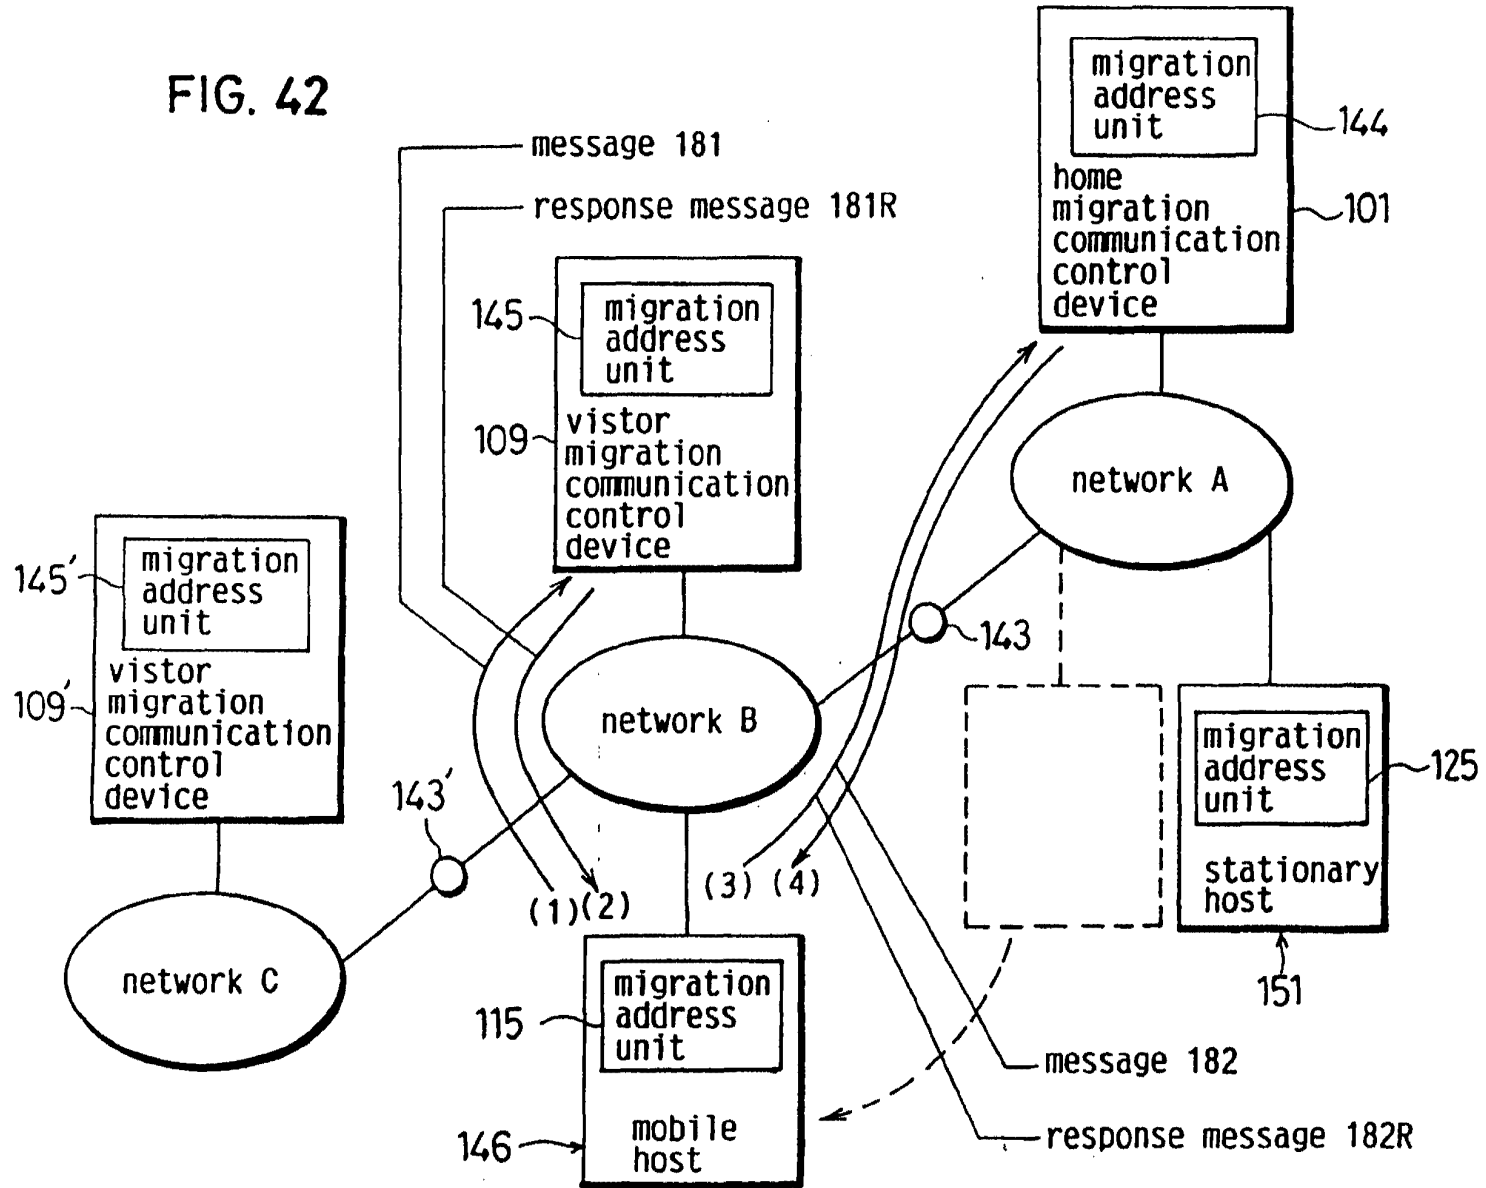 FIG. 42
message 181
response message 181R
migration
address
unit
144
home
migration
communication
control
device
101
145
migration
address
unit
109
vistor
migration
communication
control
device
network A
145'
migration
address
unit
109'
vistor
migration
communication
control
device
143
network B
143'
migration
address
unit
125
stationary
host
151
(1) (2)
(3) (4)
network C
115
migration
address
unit
146
mobile
host
message 182
response message 182R